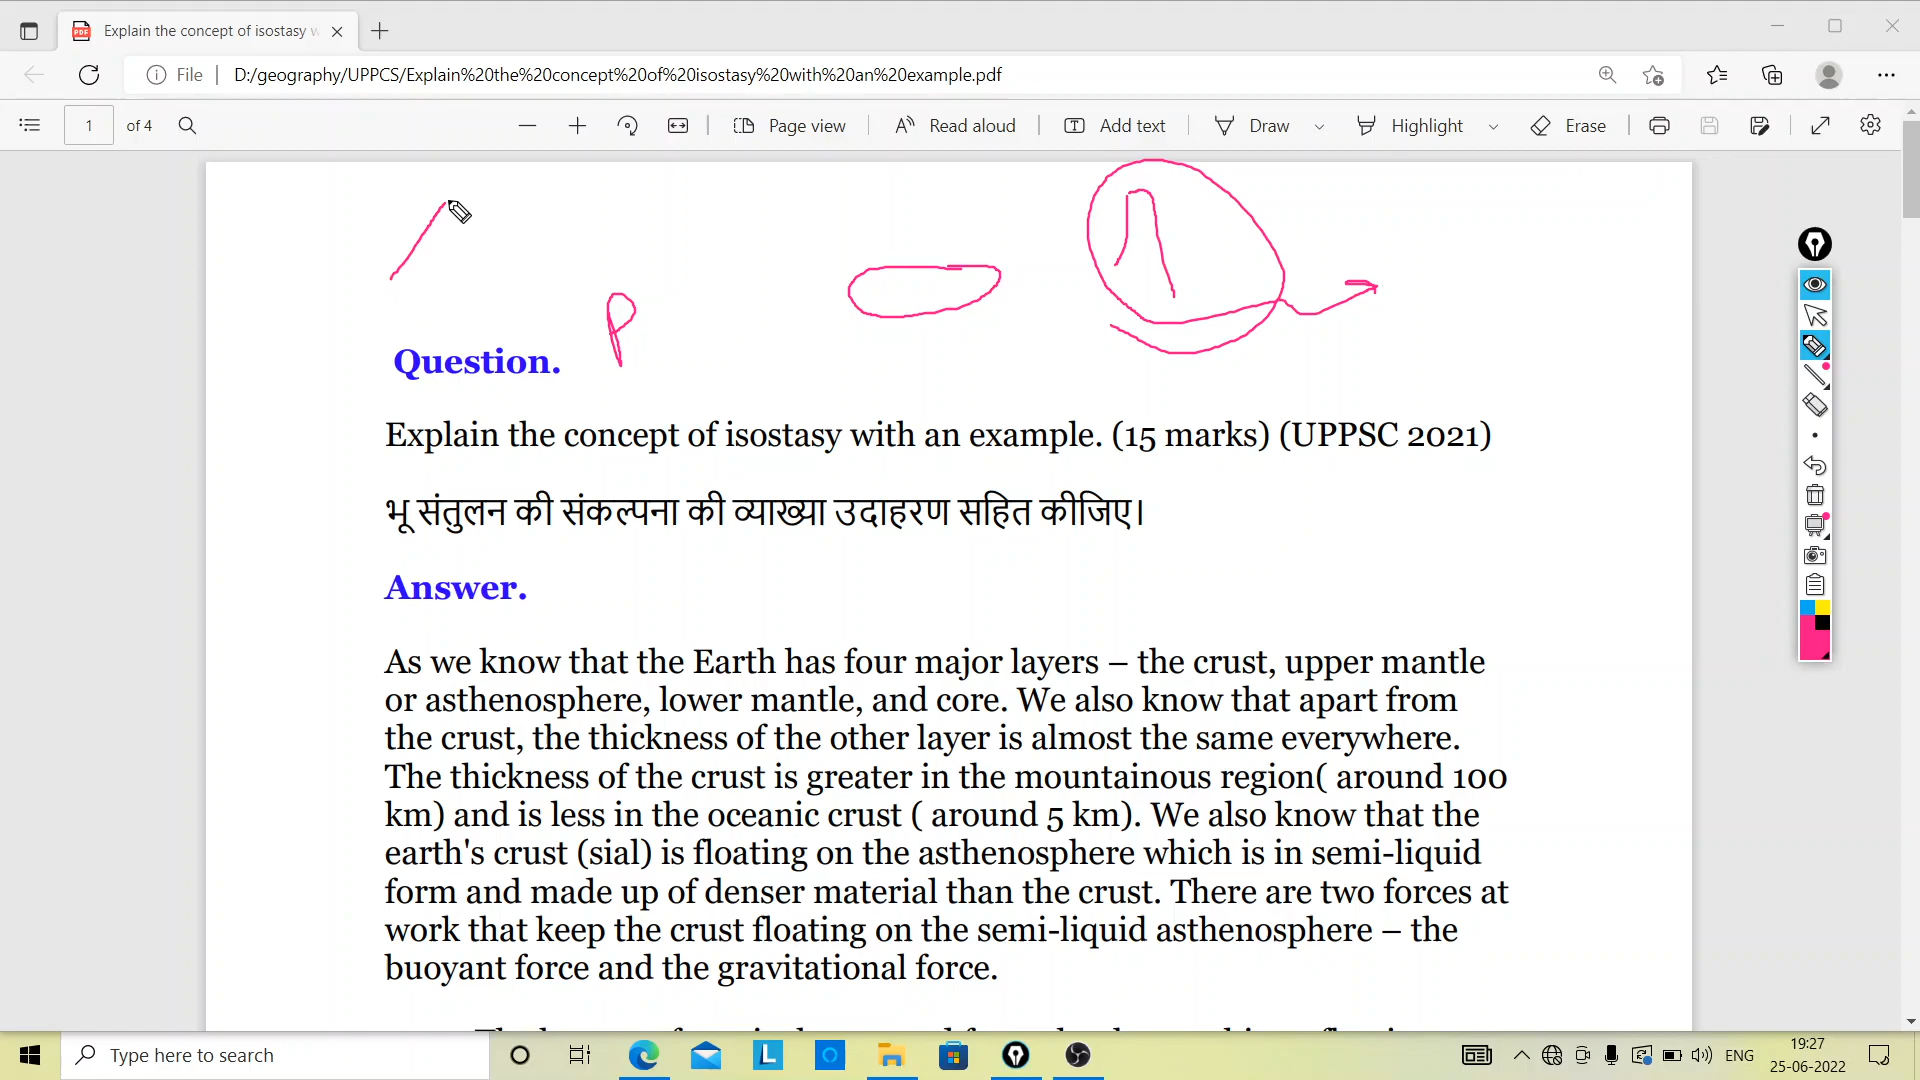 Explain the concept of isostasy w
File D:/geography/UPPCS/Explain%20the%20concept%20of%20isostasy%20with%20an%20example.pdf
1 of 4 Page view Read aloud Add text Draw Highlight Erase
P
Question.
Explain the concept of isostasy with an example. (15 marks) (UPPSC 2021)
भू संतुलन की संकल्पना की व्याख्या उदाहरण सहित कीजिए।
Answer.
As we know that the Earth has four major layers – the crust, upper mantle
or asthenosphere, lower mantle, and core. We also know that apart from
the crust, the thickness of the other layer is almost the same everywhere.
The thickness of the crust is greater in the mountainous region( around 100
km) and is less in the oceanic crust ( around 5 km). We also know that the
earth's crust (sial) is floating on the asthenosphere which is in semi-liquid
form and made up of denser material than the crust. There are two forces at
work that keep the crust floating on the semi-liquid asthenosphere – the
buoyant force and the gravitational force.
Type here to search
ENG
19:27
25-06-2022